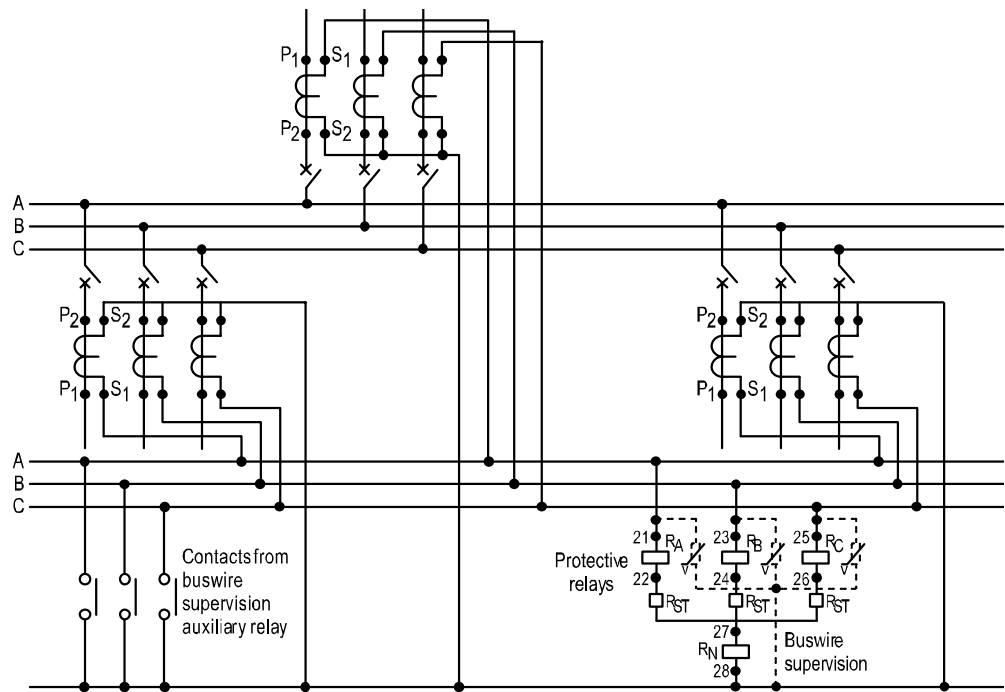 P1 S1
P2 S2
A
B
C
P2 S2
P1 S1
P2 S2
P1 S1
A
B
C
Contacts from
buswire
supervision
auxiliary relay
Protective
relays
21 RA
22
23 RB
24
25 RC
26
V V V
RST RST RST
27
RN
28
Buswire
supervision